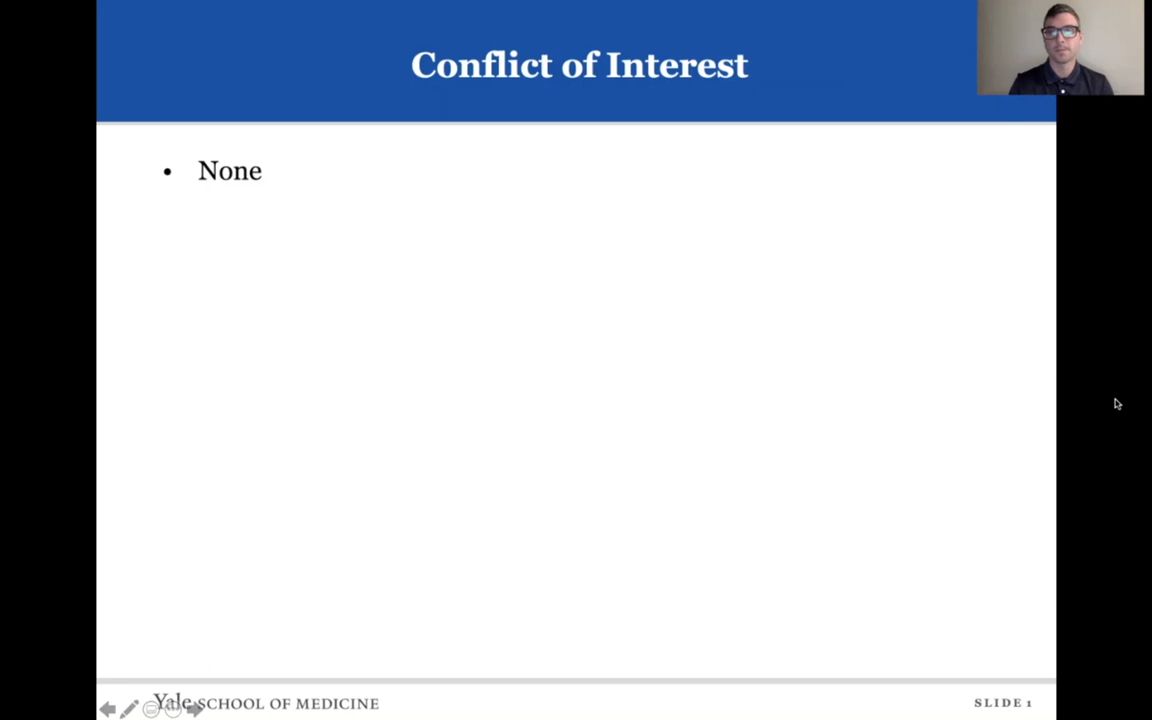 Conflict of Interest
• None
Yale SCHOOL OF MEDICINE
SLIDE 1